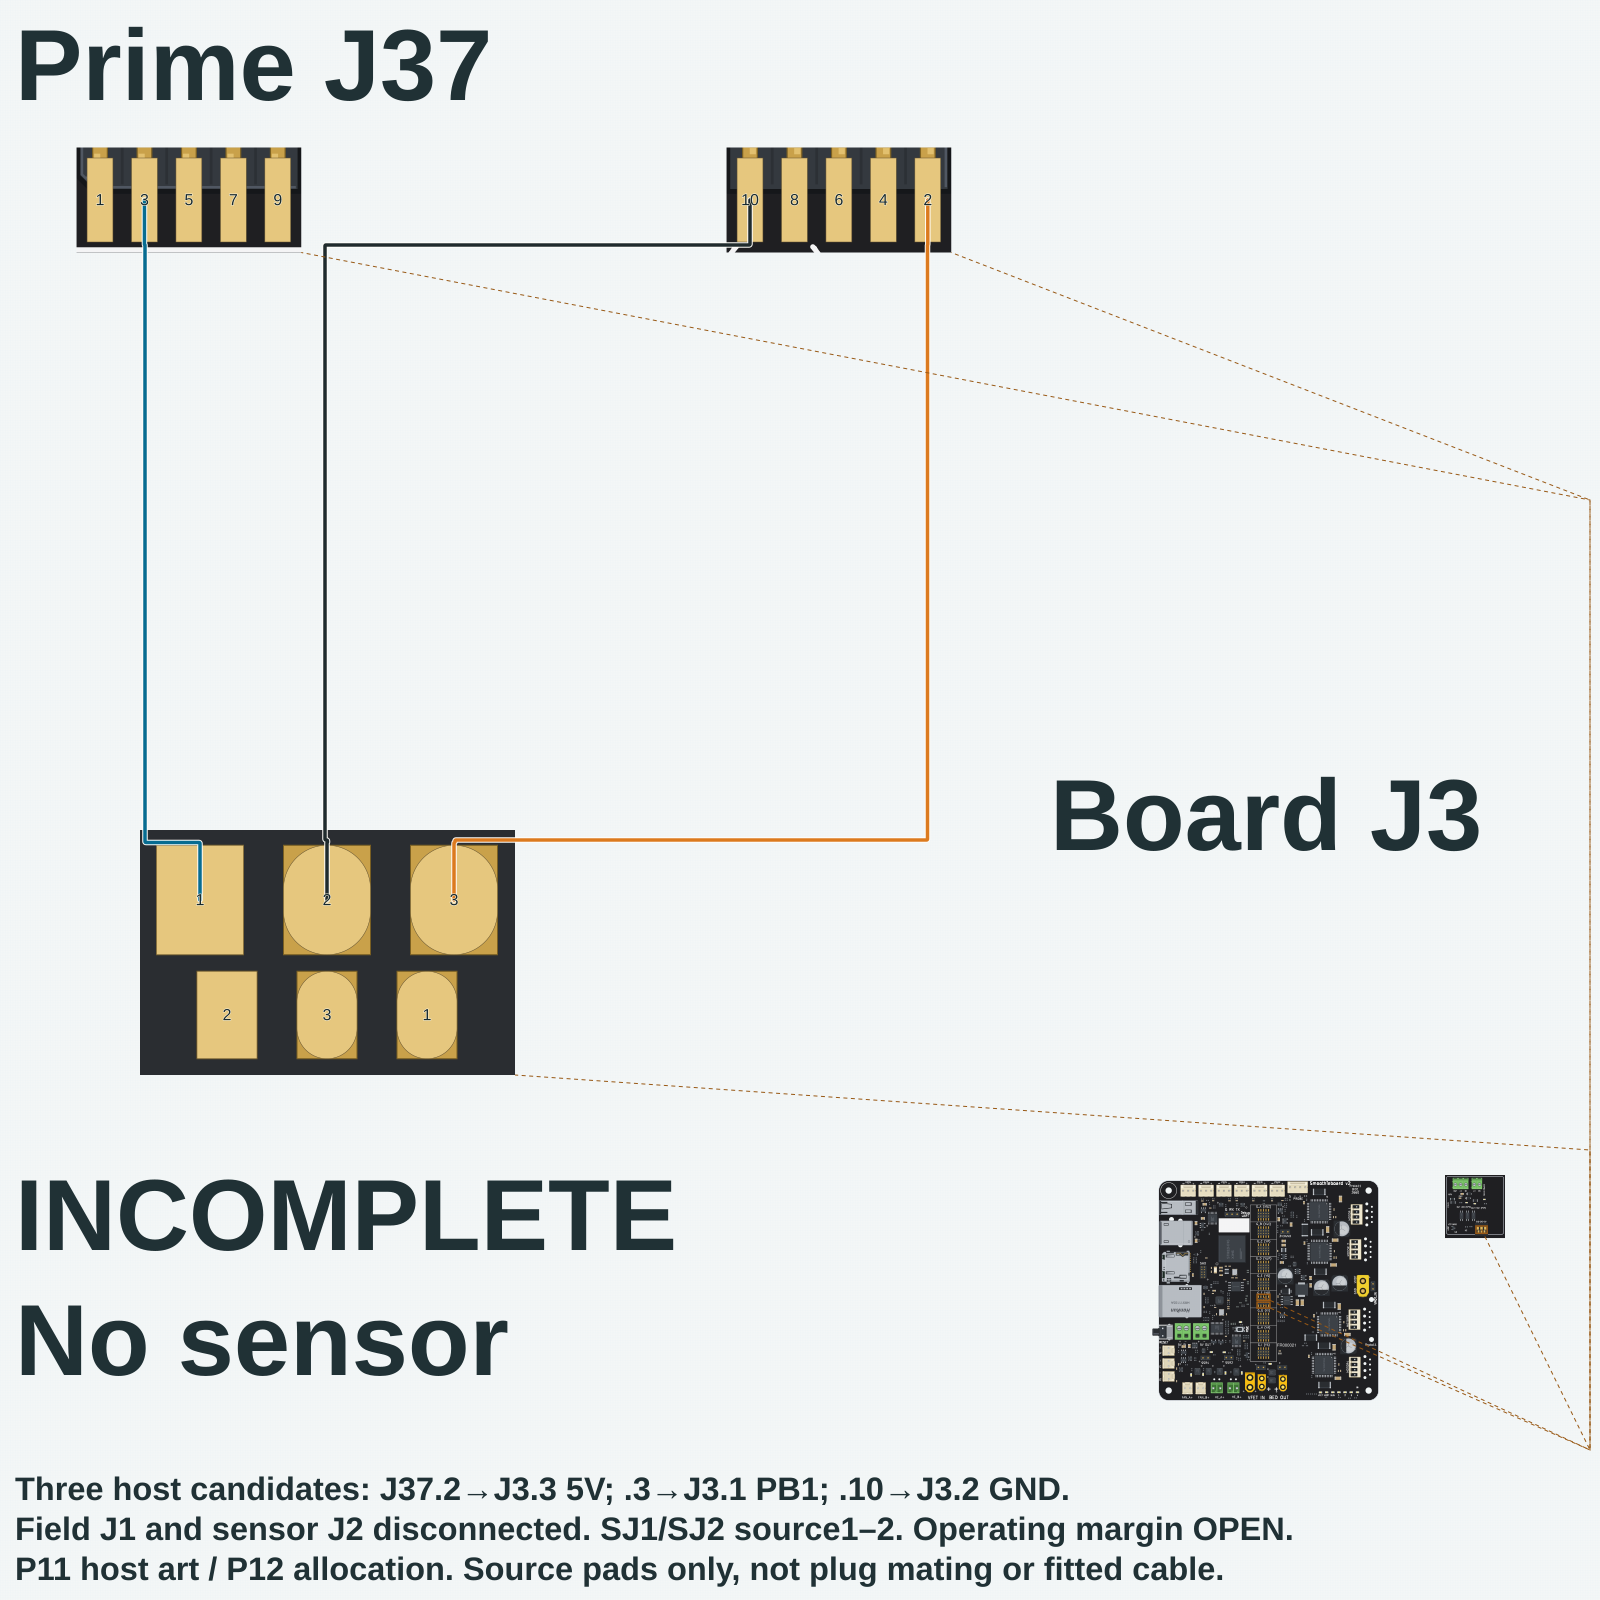 Prime J37
1 3 5 7 9
10 8 6 4 2
Board J3
1 2 3
2 3 1
INCOMPLETE
No sensor
Three host candidates: J37.2→J3.3 5V; .3→J3.1 PB1; .10→J3.2 GND.
Field J1 and sensor J2 disconnected. SJ1/SJ2 source1–2. Operating margin OPEN.
P11 host art / P12 allocation. Source pads only, not plug mating or fitted cable.